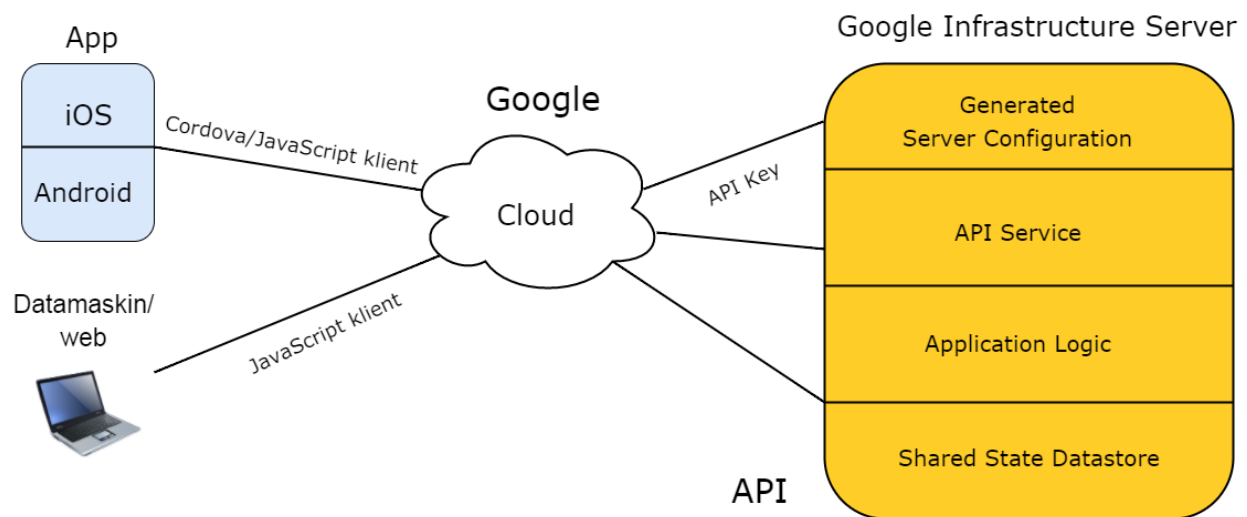 App
iOS
Android
Cordova/JavaScript klient
Datamaskin/
web
JavaScript klient
Google
Cloud
API Key
API
Google Infrastructure Server
Generated
Server Configuration
API Service
Application Logic
Shared State Datastore